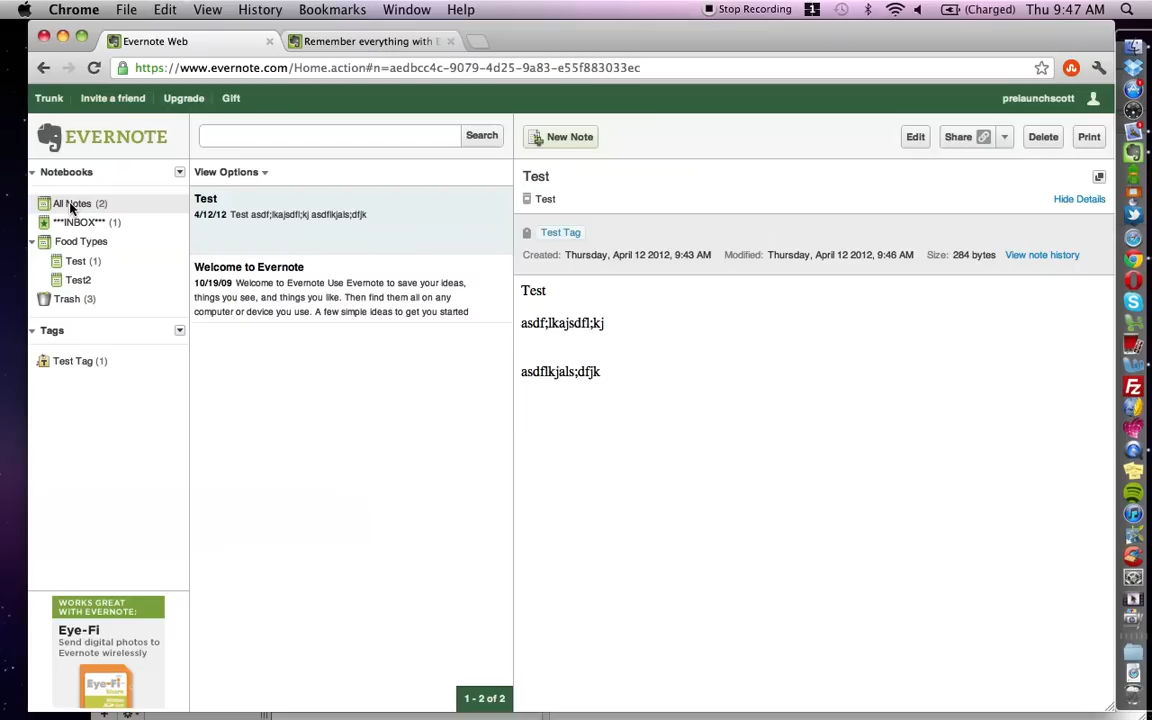 Chrome File Edit View History Bookmarks Window Help Stop Recording 1 (Charged) Thu 9:47 AM
Evernote Web Remember everything with E
https://www.evernote.com/Home.action#n=aedbcc4c-9079-4d25-9a83-e55f883033ec
Trunk Invite a friend Upgrade Gift prelaunchscott
EVERNOTE
Search
New Note
Edit Share Delete Print
Notebooks
All Notes (2)
***INBOX*** (1)
Food Types
Test (1)
Test2
Trash (3)
Tags
Test Tag (1)
WORKS GREAT
WITH EVERNOTE:
Eye-Fi
Send digital photos to
Evernote wirelessly
Eye-Fi
View Options
Test
4/12/12 Test asdf;lkajsdfl;kj asdflkjals;dfjk
Welcome to Evernote
10/19/09 Welcome to Evernote Use Evernote to save your ideas,
things you see, and things you like. Then find them all on any
computer or device you use. A few simple ideas to get you started
1 - 2 of 2
Test
Test Hide Details
Test Tag
Created: Thursday, April 12 2012, 9:43 AM Modified: Thursday, April 12 2012, 9:46 AM Size: 284 bytes View note history
Test
asdf;lkajsdfl;kj
asdflkjals;dfjk